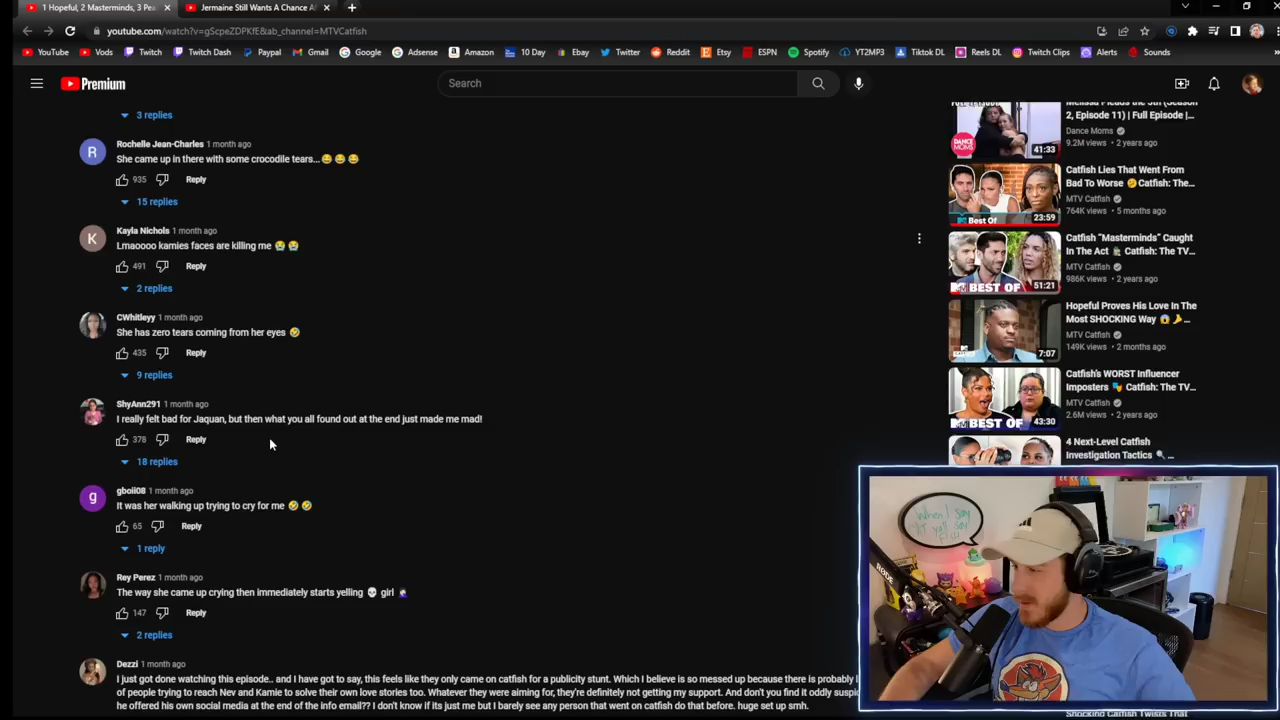 1 Hopeful, 2 Masterminds, 3 Pea
Jermaine Still Wants A Chance A
youtube.com/watch?v=gScpeZDPKfE&ab_channel=MTVCatfish
YouTube
Vods
Twitch
Twitch Dash
Paypal
Gmail
Google
Adsense
Amazon
10 Day
Ebay
Twitter
Reddit
Etsy
ESPN
Spotify
YT2MP3
Tiktok DL
Reels DL
Twitch Clips
Alerts
Sounds
Premium
Search
3 replies
Rochelle Jean-Charles 1 month ago
She came up in there with some crocodile tears...😂😂😂
935 Reply
15 replies
Kayla Nichols 1 month ago
Lmaoooo kamies faces are killing me 😭😭
491 Reply
2 replies
CWhitleyy 1 month ago
She has zero tears coming from her eyes 🤣
435 Reply
9 replies
ShyAnn291 1 month ago
I really felt bad for Jaquan, but then what you all found out at the end just made me mad!
378 Reply
18 replies
gboii08 1 month ago
It was her walking up trying to cry for me 🤣🤣
65 Reply
1 reply
Rey Perez 1 month ago
The way she came up crying then immediately starts yelling 💀 girl 🤦🏻‍♀️
147 Reply
2 replies
Dezzi 1 month ago
I just got done watching this episode.. and I have got to say, this feels like they only came on catfish for a publicity stunt. Which I believe is so messed up because there is probably l
of people trying to reach Nev and Kamie to solve their own love stories too. Whatever they were aiming for, they're definitely not getting my support. And don't you find it oddly suspic
he offered his own social media at the end of the info email?? I don't know if its just me but I barely see any person that went on catfish do that before. huge set up smh.
Melissa Pleads the 5th (Season
2, Episode 11) | Full Episode |...
Dance Moms
9.2M views • 2 years ago
DANCE
MOMS
41:33
Catfish Lies That Went From
Bad To Worse 🤣Catfish: The...
MTV Catfish
764K views • 5 months ago
Best Of
23:59
Catfish "Masterminds" Caught
In The Act 🕵️ Catfish: The TV...
MTV Catfish
986K views • 2 years ago
BEST OF
51:21
Hopeful Proves His Love In The
Most SHOCKING Way 😱...
MTV Catfish
149K views • 2 months ago
7:07
Catfish's WORST Influencer
Imposters 🎭 Catfish: The TV...
MTV Catfish
2.6M views • 2 years ago
BEST OF
43:30
4 Next-Level Catfish
Investigation Tactics 🔍...
When I say
RØDE
Shocking Catfish Twists That